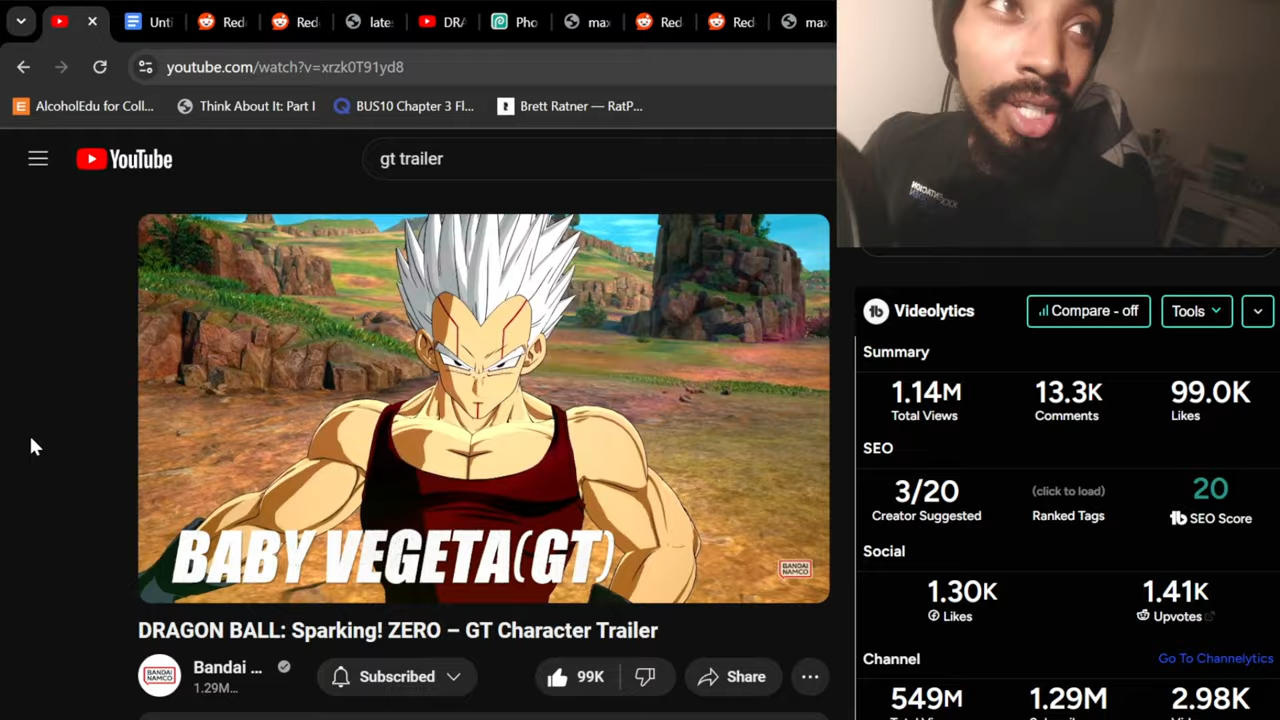 Unti
Red
Red
late
DRA
Pho
max
Red
Red
max
youtube.com/watch?v=xrzk0T91yd8
AlcoholEdu for Coll...
Think About It: Part I
BUS10 Chapter 3 Fl...
Brett Ratner — RatP...
YouTube
gt trailer
BABY VEGETA(GT)
BANDAI
NAMCO
DRAGON BALL: Sparking! ZERO – GT Character Trailer
Bandai ...
1.29M...
Subscribed
99K
Share
Videolytics
Compare - off
Tools
Summary
1.14M
13.3K
99.0K
Total Views
Comments
Likes
SEO
3/20
(click to load)
20
Creator Suggested
Ranked Tags
SEO Score
Social
1.30K
1.41K
Likes
Upvotes
Channel
Go To Channelytics
549M
1.29M
2.98K